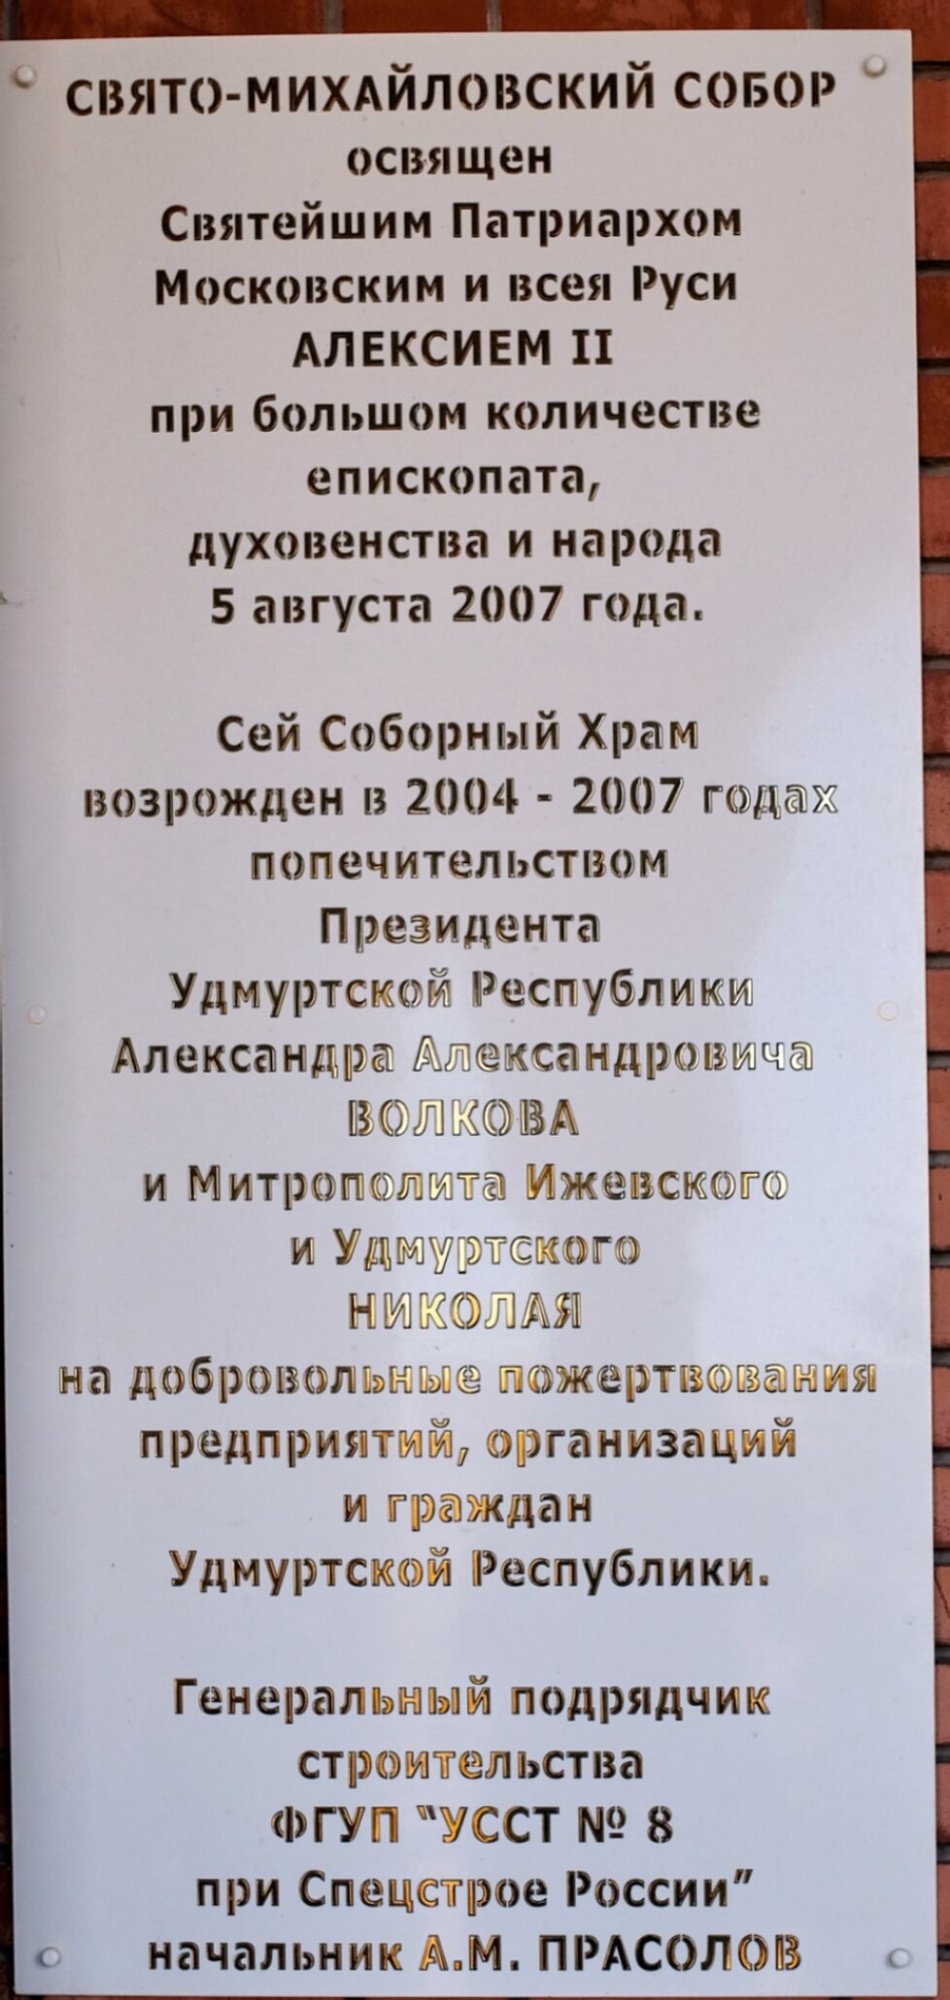 СВЯТО-МИХАЙЛОВСКИЙ СОБОР
освящен
Святейшим Патриархом
Московским и всея Руси
АЛЕКСИЕМ II
при большом количестве
епископата,
духовенства и народа
5 августа 2007 года.
Сей Соборный Храм
возрожден в 2004 - 2007 годах
попечительством
Президента
Удмуртской Республики
Александра Александровича
ВОЛКОВА
и Митрополита Ижевского
и Удмуртского
НИКОЛАЯ
на добровольные пожертвования
предприятий, организаций
и граждан
Удмуртской Республики.
Генеральный подрядчик
строительства
ФГУП "УССТ № 8
при Спецстрое России"
начальник А.М. ПРАСОЛОВ